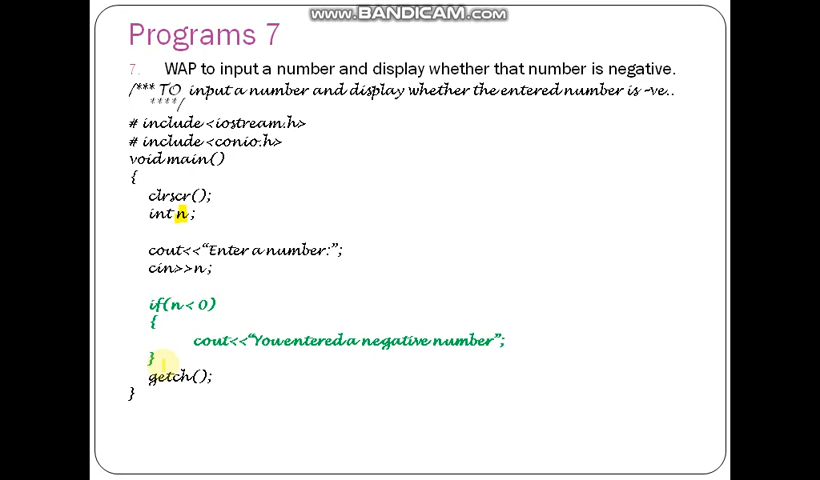 www.BANDICAM.com
Programs 7
7. WAP to input a number and display whether that number is negative.
/*** TO input a number and display whether the entered number is -ve..
****/
# include <iostream.h>
# include <conio.h>
void main()
{
clrscr();
int n ;
cout<<“Enter a number:”;
cin>>n ;
if(n < 0)
{
cout<<“You entered a negative number”;
}
getch();
}